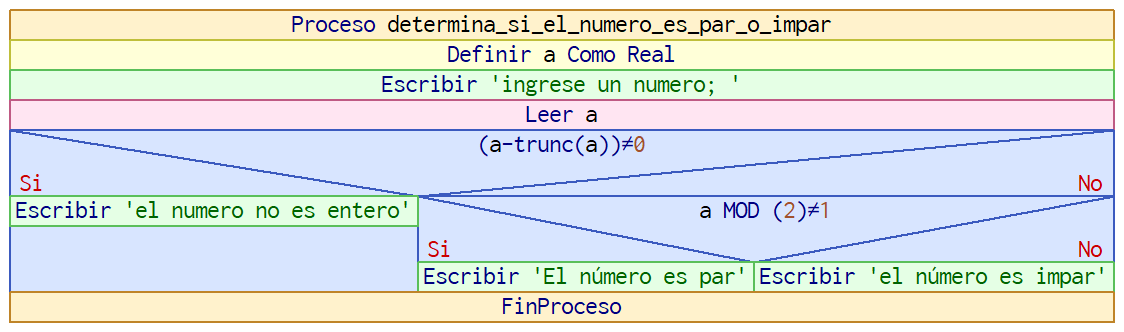 Proceso determina_si_el_numero_es_par_o_impar
Definir a Como Real
Escribir 'ingrese un numero; '
Leer a
(a-trunc(a))≠0
Si No
Escribir 'el numero no es entero'
a MOD (2)≠1
Si No
Escribir 'El número es par' Escribir 'el número es impar'
FinProceso